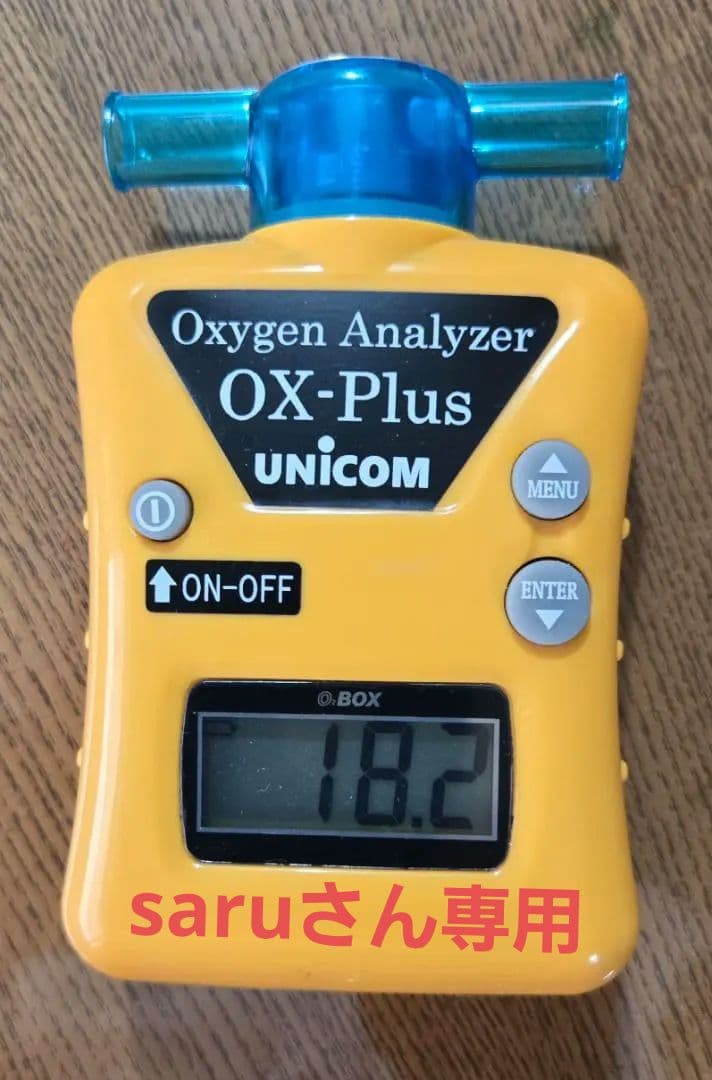 Oxygen Analyzer
OX-Plus
UNiCOM
MENU
ON-OFF
ENTER
O₂BOX
18.2
saruさん専用